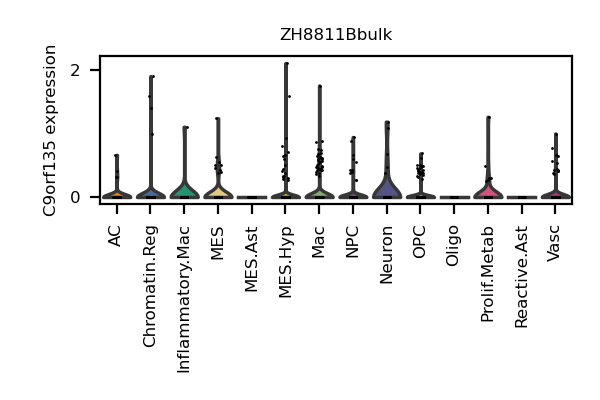 ZH8811Bbulk
C9orf135 expression
2
0
AC
Chromatin.Reg
Inflammatory.Mac
MES
MES.Ast
MES.Hyp
Mac
NPC
Neuron
OPC
Oligo
Prolif.Metab
Reactive.Ast
Vasc